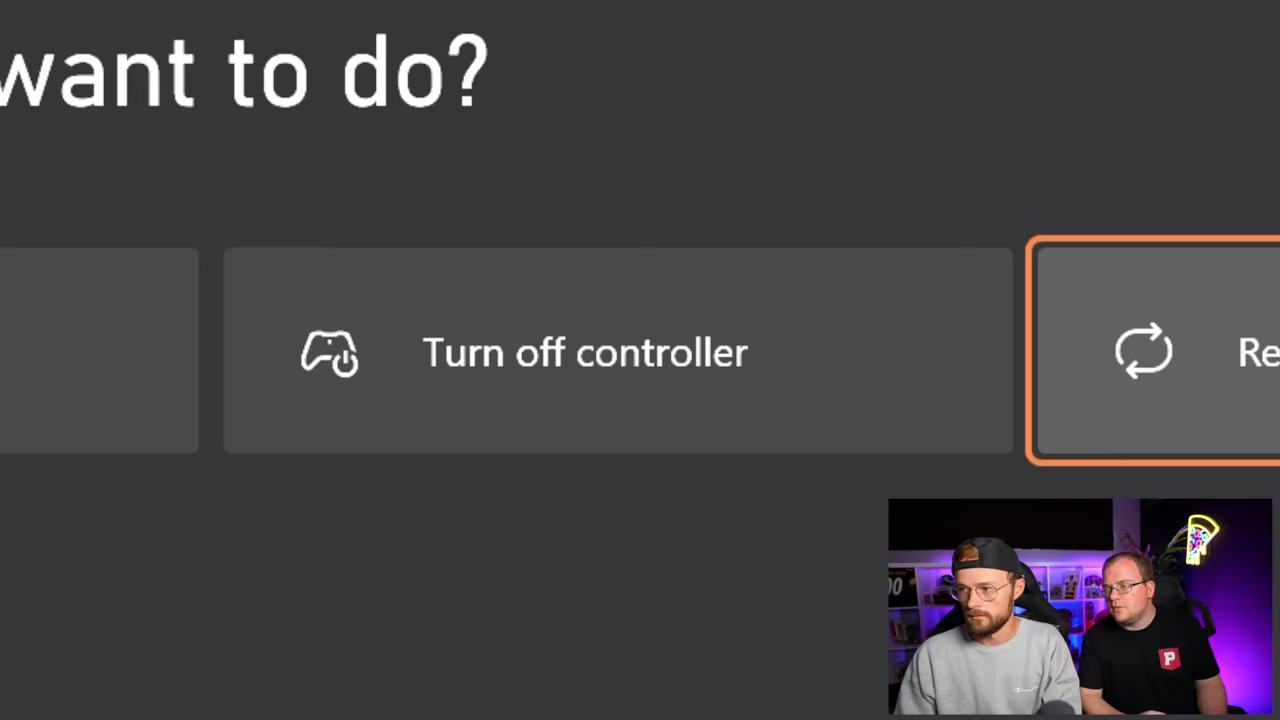 want to do?
Turn off controller
Re
P